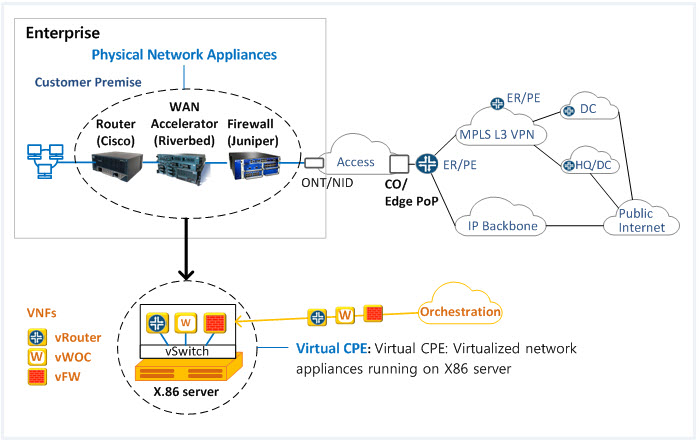 Enterprise
Physical Network Appliances
Customer Premise
Router
(Cisco)
WAN
Accelerator
(Riverbed)
Firewall
(Juniper)
ONT/NID
Access
CO/
Edge PoP
ER/PE
ER/PE
MPLS L3 VPN
DC
HQ/DC
IP Backbone
Public
Internet
VNFs
vRouter
W
vWOC
vFW
W
vSwitch
X.86 server
W
Orchestration
Virtual CPE: Virtual CPE: Virtualized network
appliances running on X86 server